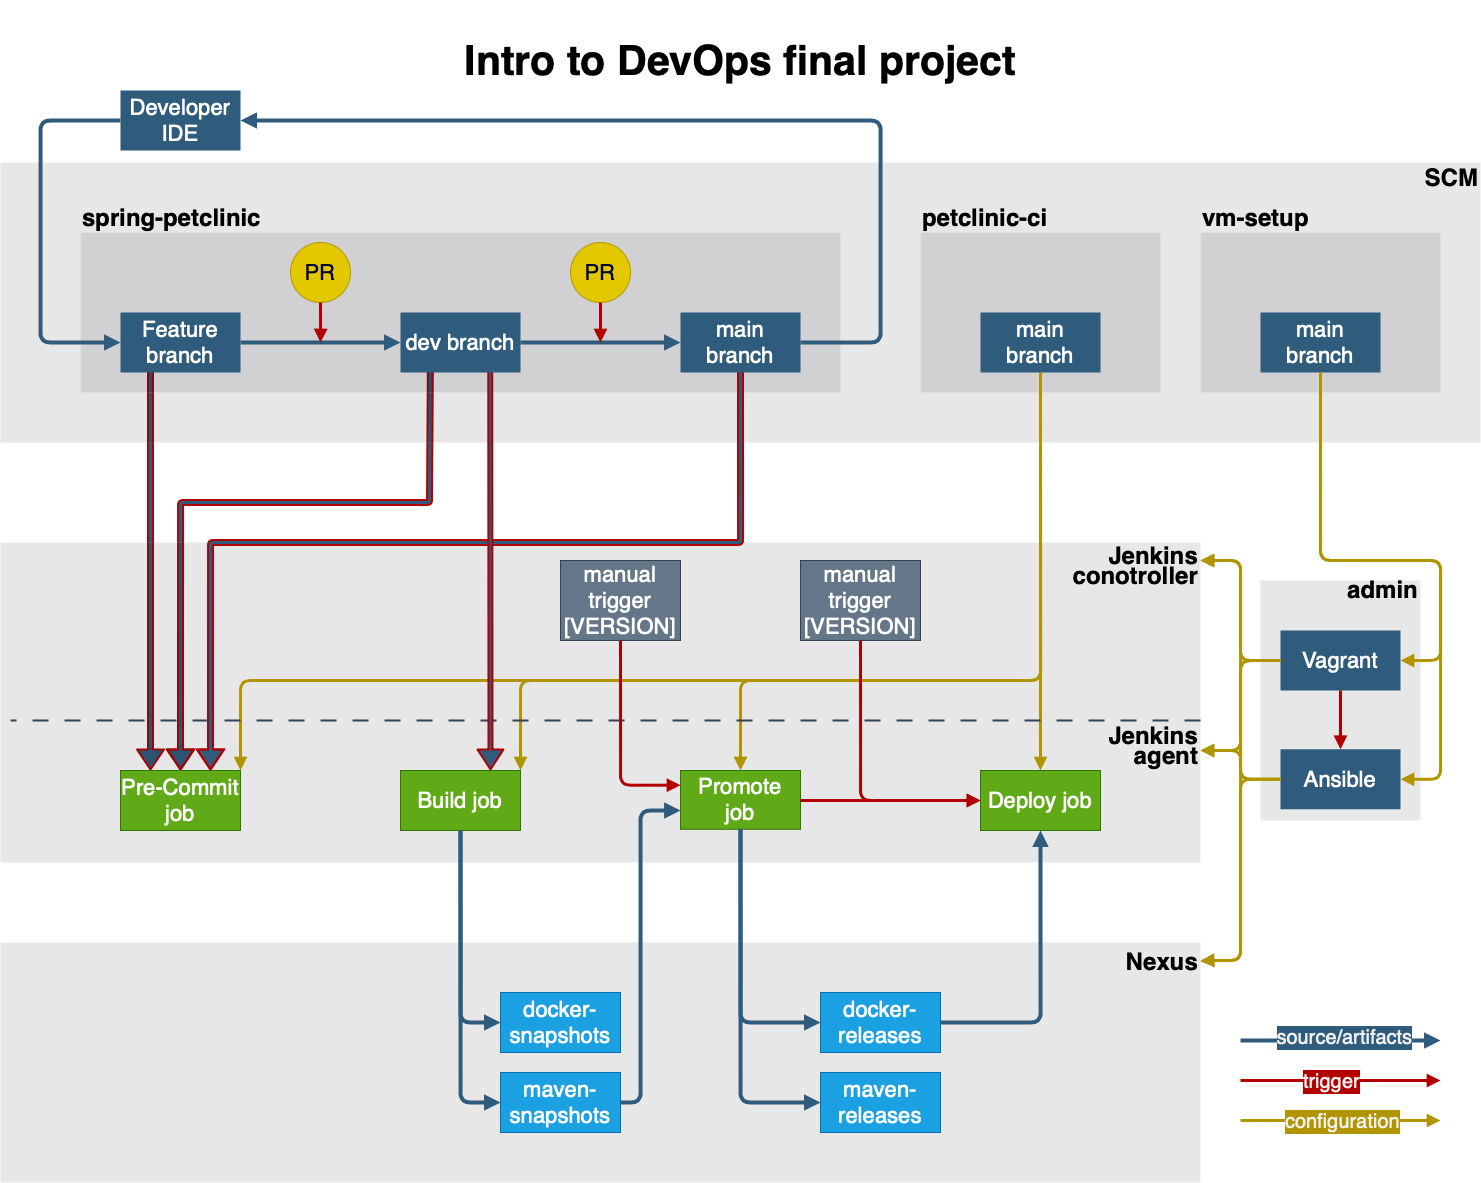 Intro to DevOps final project
Developer
IDE
SCM
spring-petclinic
petclinic-ci
vm-setup
PR
PR
Feature
branch
dev branch
main
branch
main
branch
main
branch
Jenkins
conotroller
manual
trigger
[VERSION]
manual
trigger
[VERSION]
admin
Vagrant
Jenkins
agent
Ansible
Pre-Commit
job
Build job
Promote
job
Deploy job
Nexus
docker-
snapshots
docker-
releases
maven-
snapshots
maven-
releases
source/artifacts
trigger
configuration